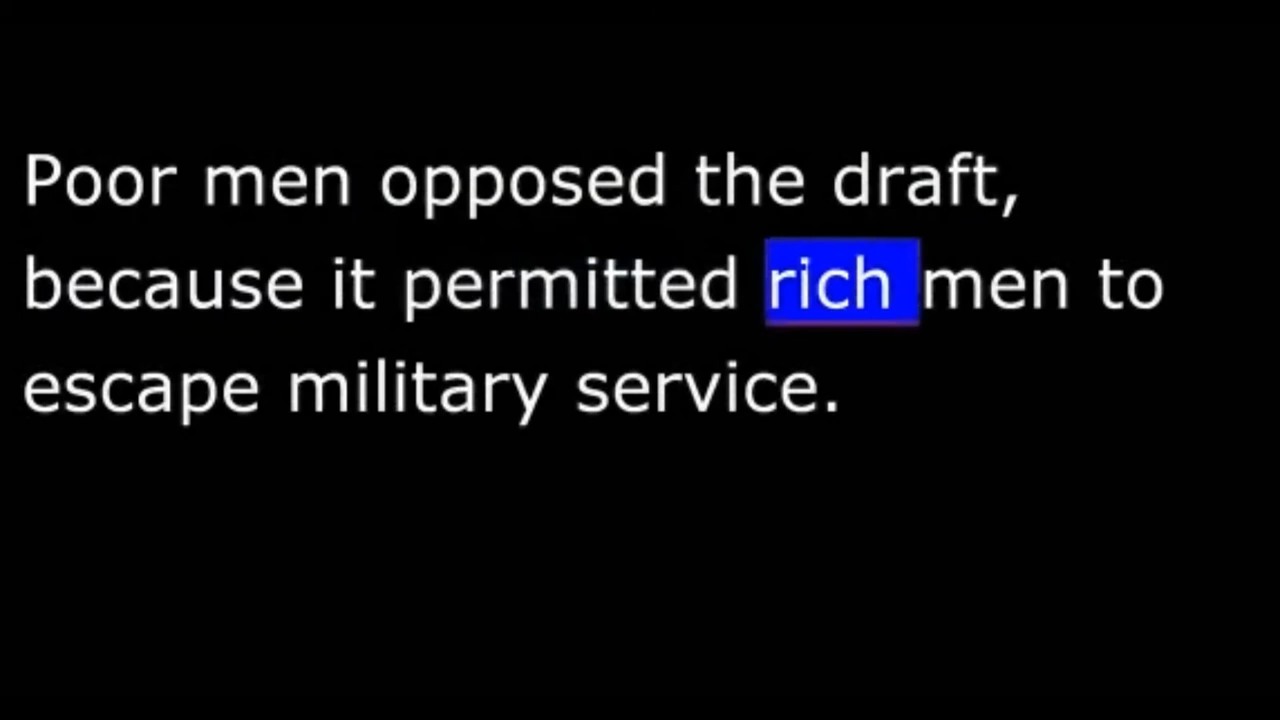 Poor men opposed the draft,
because it permitted rich men to
escape military service.